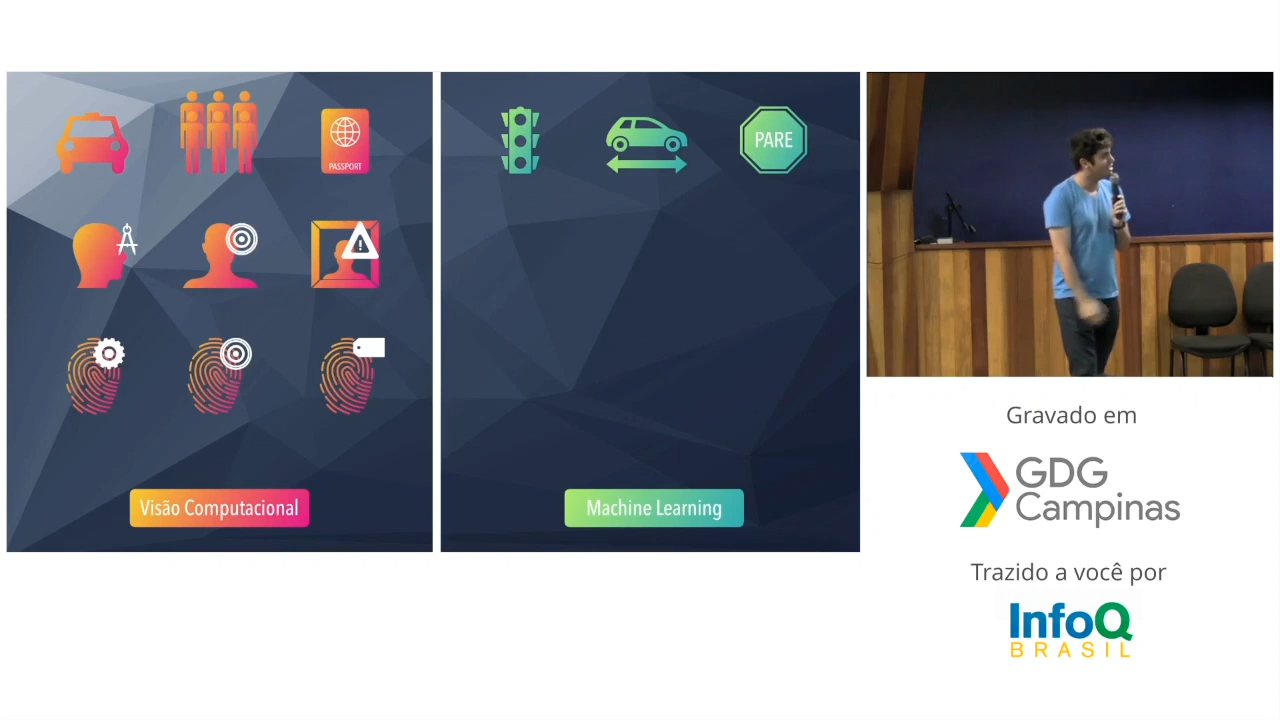 PASSPORT
Visão Computacional
PARE
Machine Learning
Gravado em
GDG
Campinas
Trazido a você por
InfoQ
BRASIL